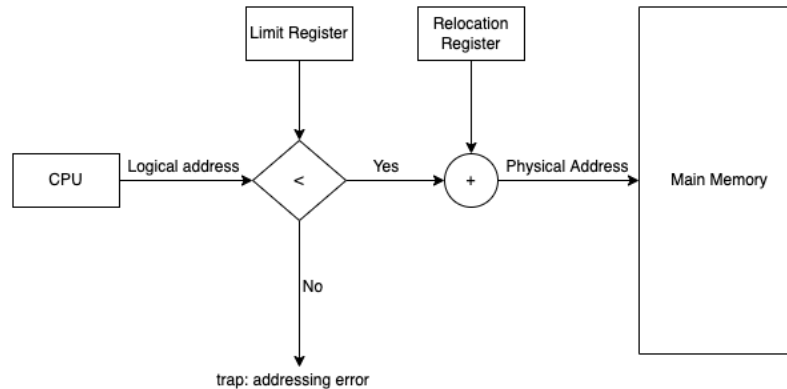 Limit Register
Relocation
Register
CPU
Logical address
<
Yes
+
Physical Address
Main Memory
No
trap: addressing error